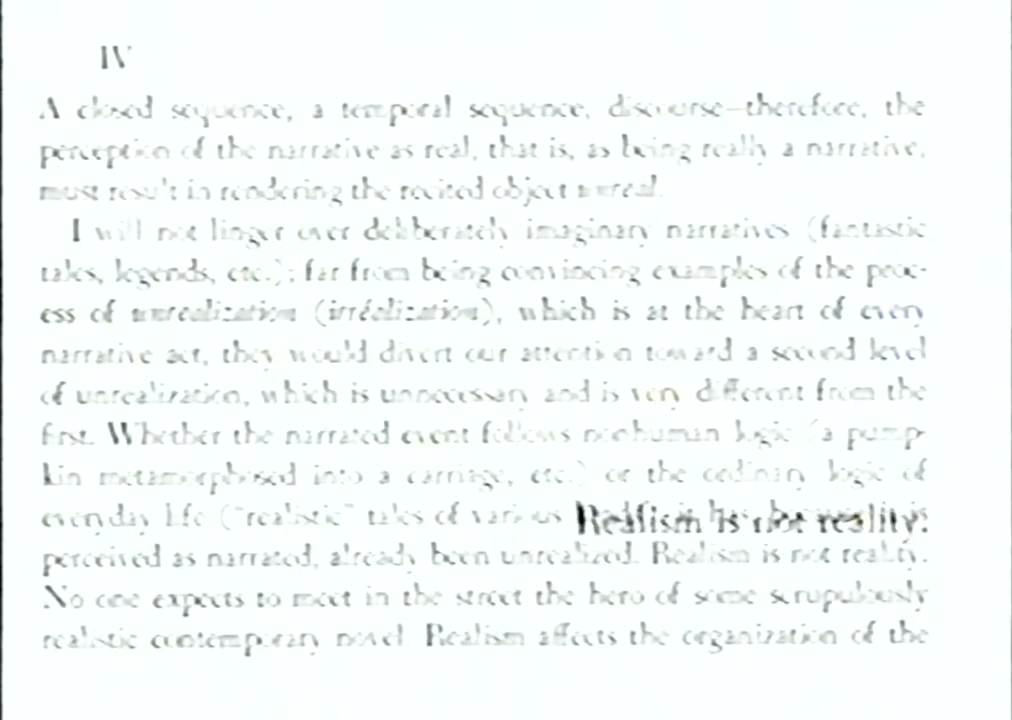 IV
A closed sequence, a temporal sequence, discourse—therefore, the
perception of the narrative as real, that is, as being really a narrative,
must result in rendering the recited object unreal.
I will not linger over deliberately imaginary narratives (fantastic
tales, legends, etc.); far from being convincing examples of the proc-
ess of unrealization (irréalization), which is at the heart of every
narrative act, they would divert our attention toward a second level
of unrealization, which is unnecessary and is very different from the
first. Whether the narrated event follows nonhuman logic (a pump-
kin metamorphosed into a carriage, etc.) or the ordinary logic of
everyday life ("realistic" tales of various Realism is not reality.
perceived as narrated, already been unrealized. Realism is not reality.
No one expects to meet in the street the hero of some scrupulously
realistic contemporary novel. Realism affects the organization of the